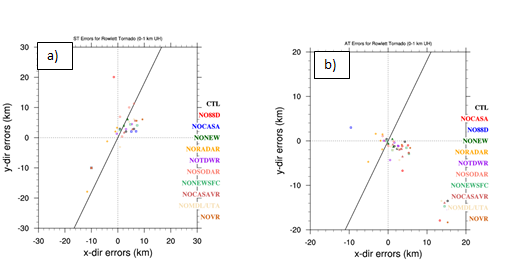 ST Errors for Rowlett Tornado (0-1 km UH)
a)
30
20
10
0
-10
-20
-30
y-dir errors (km)
-30 -20 -10 0 10 20 30
x-dir errors (km)
CTL
NO88D
NOCASA
NONEW
NORADAR
NOTDWR
NOSODAR
NONEWSFC
NOCASAVR
NOVR
AT Errors for Rowlett Tornado (0-1 km UH)
b)
20
10
0
-10
-20
y-dir errors (km)
-20 -10 0 10 20
x-dir errors (km)
CTL
NOCASA
NO88D
NONEW
NORADAR
NOTDWR
NOSODAR
NONEWSFC
NOCASAVR
NOVR